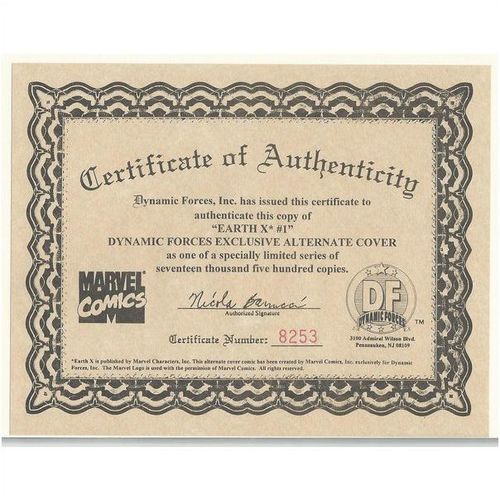 Certificate of Authenticity
Dynamic Forces, Inc. has issued this certificate to
authenticate this copy of
"EARTH X* #1"
DYNAMIC FORCES EXCLUSIVE ALTERNATE COVER
as one of a specially limited series of
seventeen thousand five hundred copies.
MARVEL
COMICS
Nicola Barrucci
Authorized Signature
Certificate Number: 8253
DF
DYNAMIC FORCES
TM
3100 Admiral Wilson Blvd.
Pennsauken, NJ 08109
*Earth X is published by Marvel Characters, Inc. This alternate cover comic has been created by Marvel Comics, Inc. exclusively for Dynamic
Forces, Inc. The Marvel Logo is used with the permission of Marvel Comics. All rights reserved.